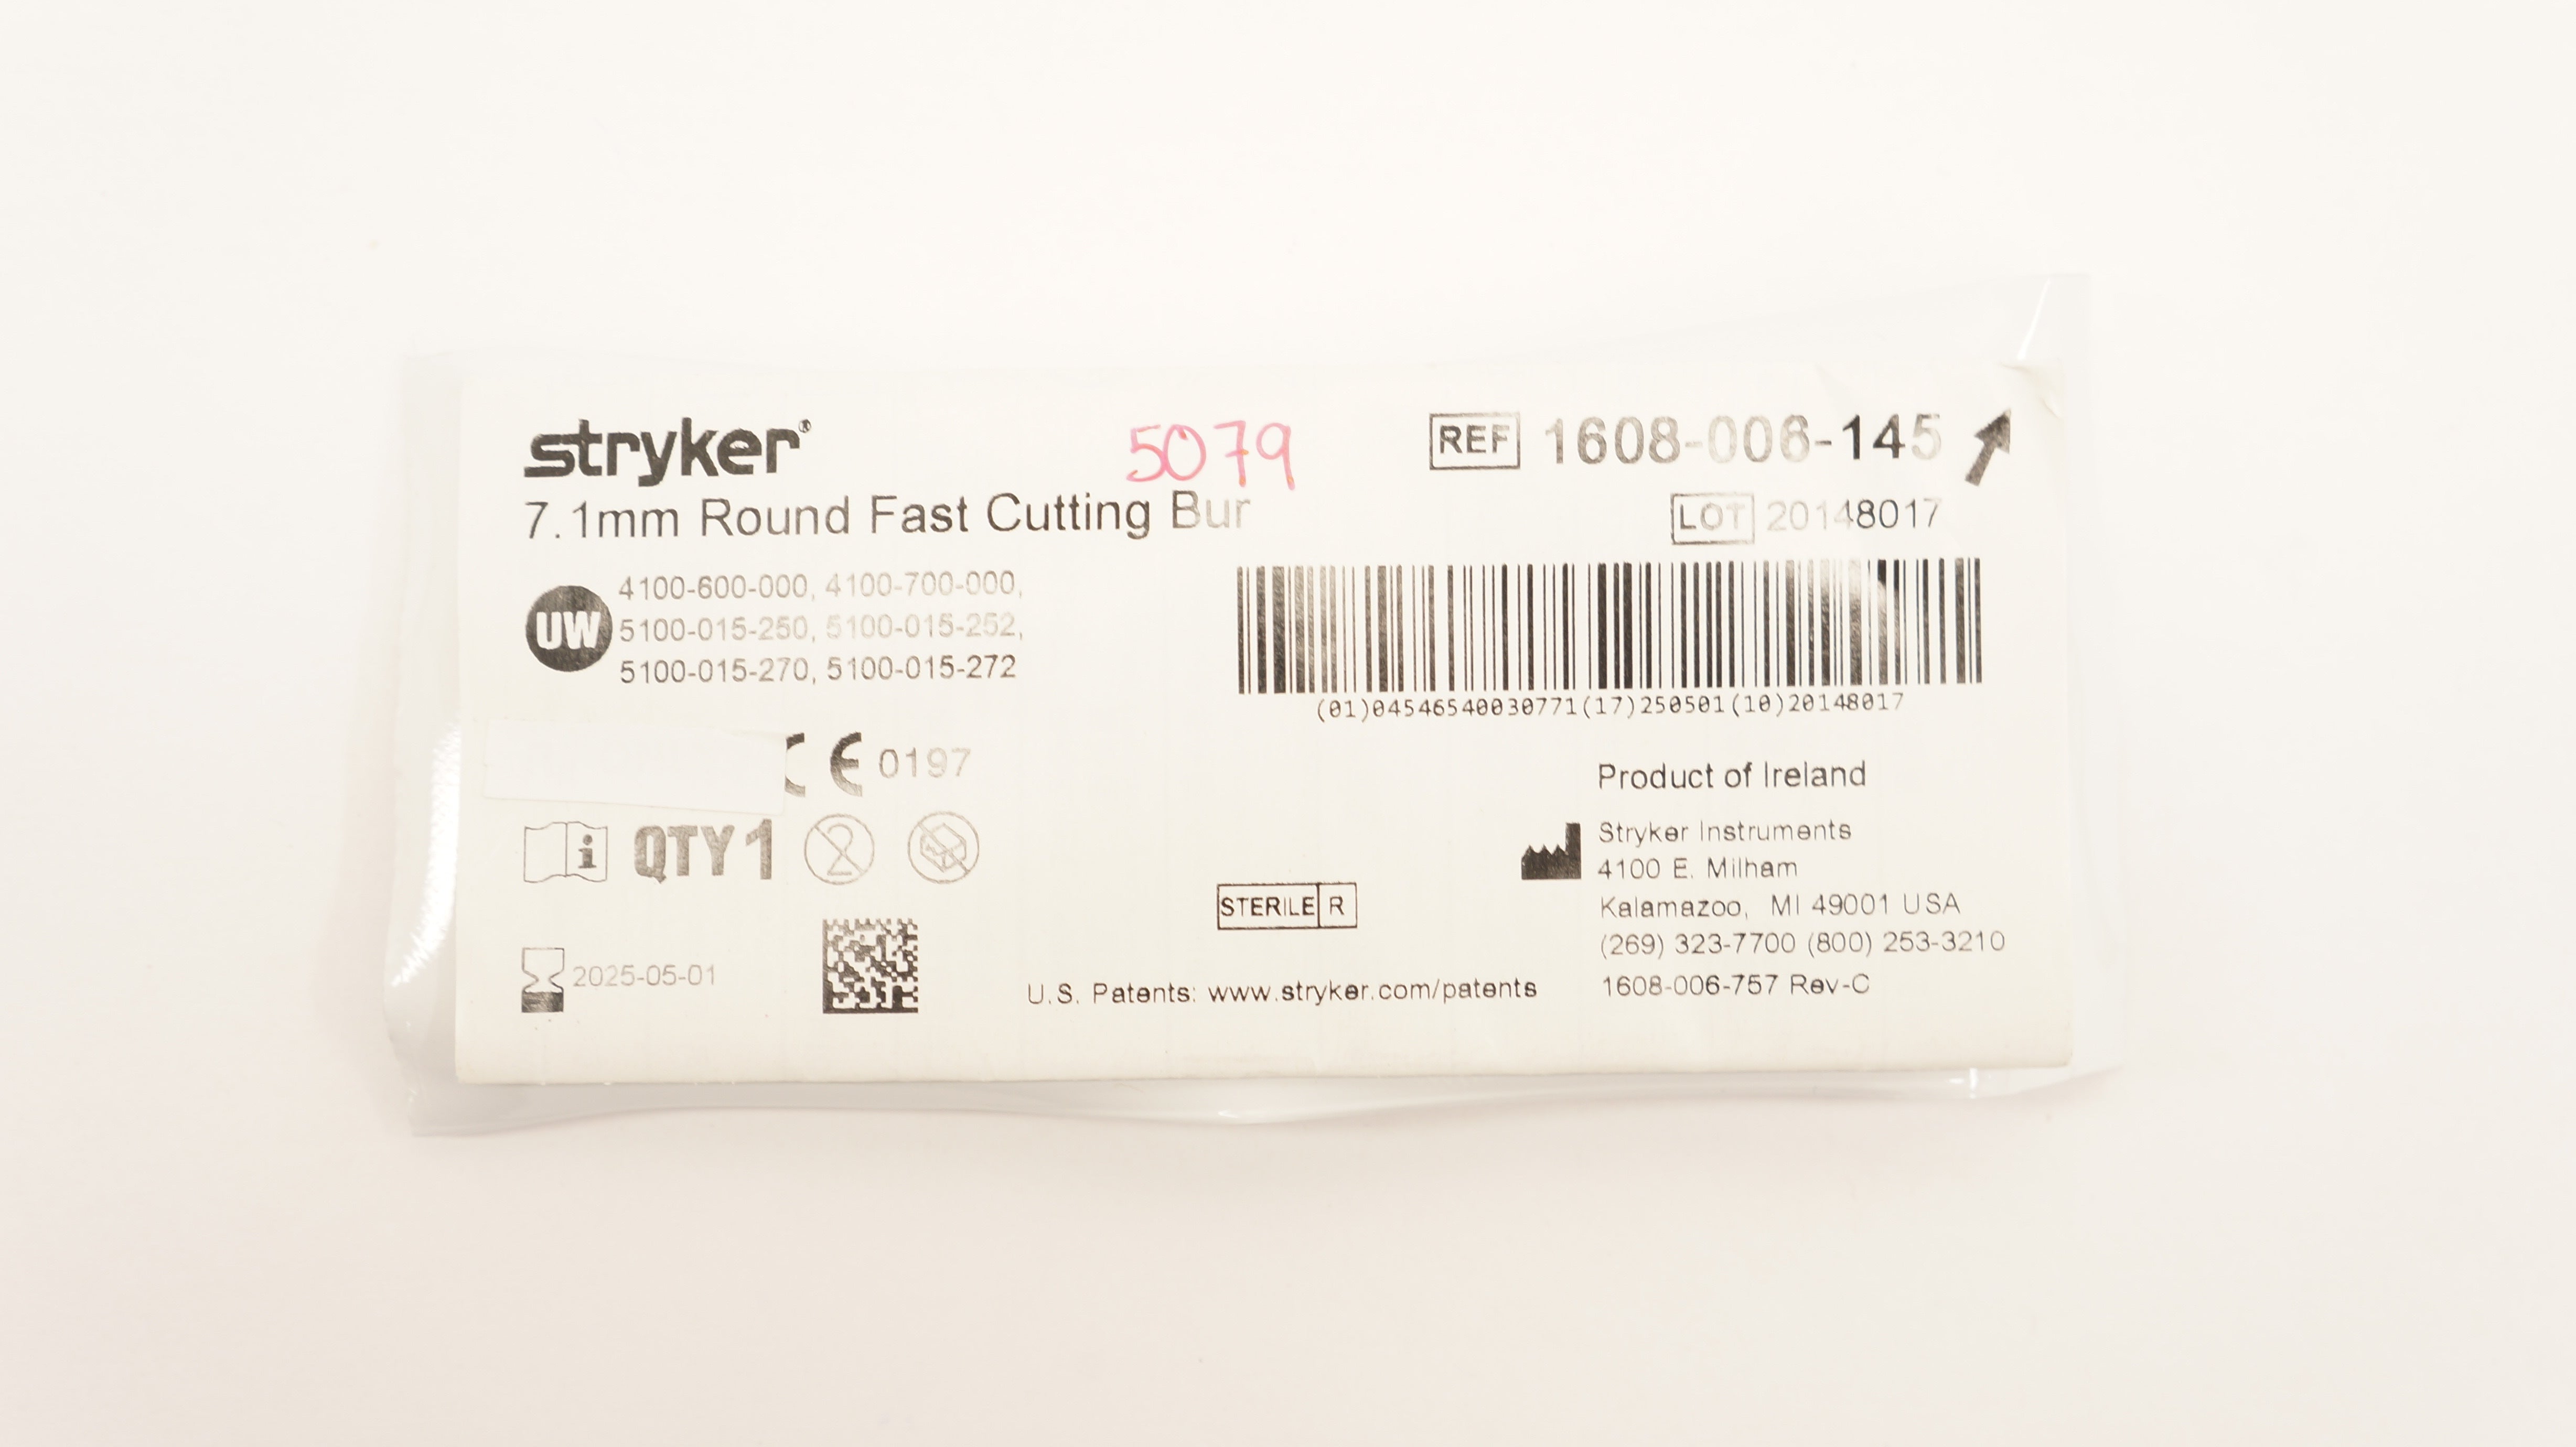 stryker®
5079
REF 1608-006-145
7.1mm Round Fast Cutting Bur
LOT 20148017
UW
4100-600-000, 4100-700-000,
5100-015-250, 5100-015-252,
5100-015-270, 5100-015-272
(01)04546540030771(17)250501(10)20148017
CE 0197
Product of Ireland
QTY 1
2
Stryker Instruments
4100 E. Milham
Kalamazoo, MI 49001 USA
(269) 323-7700 (800) 253-3210
1608-006-757 Rev-C
STERILE R
2025-05-01
U.S. Patents: www.stryker.com/patents